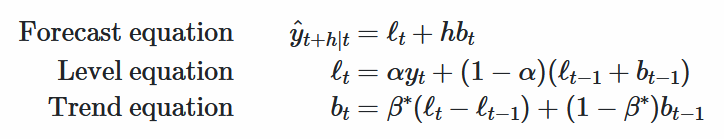 Forecast equation ŷ_{t+h|t} = ℓ_t + hb_t
Level equation ℓ_t = αy_t + (1 − α)(ℓ_{t−1} + b_{t−1})
Trend equation b_t = β*(ℓ_t − ℓ_{t−1}) + (1 − β*)b_{t−1}